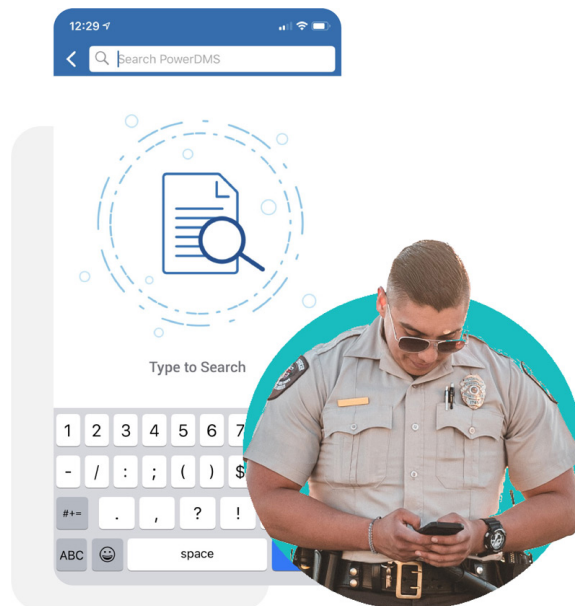 12:29
Search PowerDMS
Type to Search
1 2 3 4 5 6 7
- / : ; ( ) $
#+= . , ? !
ABC space